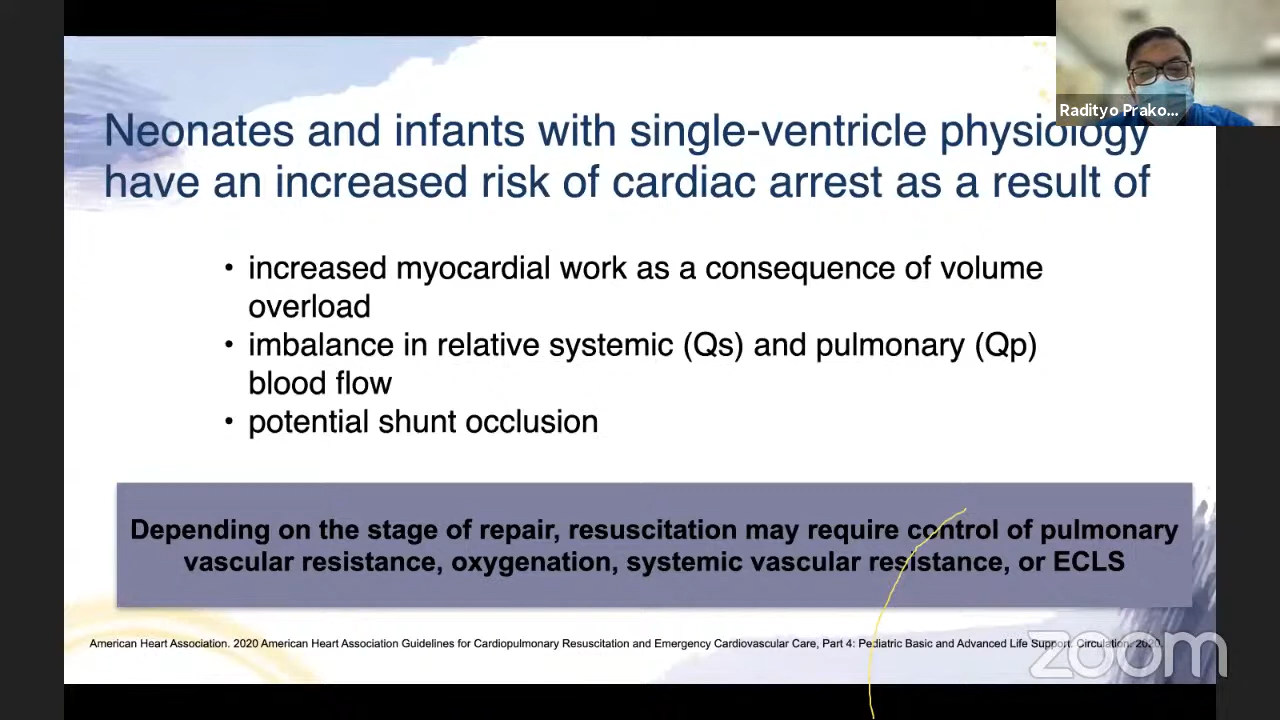 Radityo Prako...
Neonates and infants with single-ventricle physiology
have an increased risk of cardiac arrest as a result of
• increased myocardial work as a consequence of volume
overload
• imbalance in relative systemic (Qs) and pulmonary (Qp)
blood flow
• potential shunt occlusion
Depending on the stage of repair, resuscitation may require control of pulmonary
vascular resistance, oxygenation, systemic vascular resistance, or ECLS
American Heart Association. 2020 American Heart Association Guidelines for Cardiopulmonary Resuscitation and Emergency Cardiovascular Care, Part 4: Pediatric Basic and Advanced Life Support. Circulation. 2020.
zoom